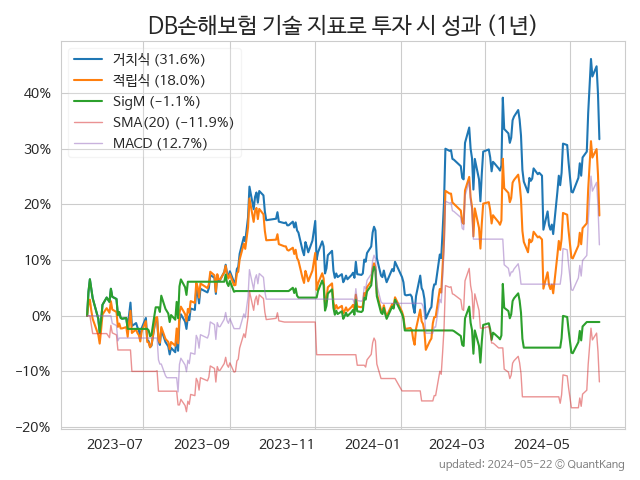 DB손해보험 기술 지표로 투자 시 성과 (1년)
거치식 (31.6%)
적립식 (18.0%)
SigM (−1.1%)
SMA(20) (−11.9%)
MACD (12.7%)
40%
30%
20%
10%
0%
−10%
−20%
2023−07
2023−09
2023−11
2024−01
2024−03
2024−05
updated: 2024-05-22 © QuantKang